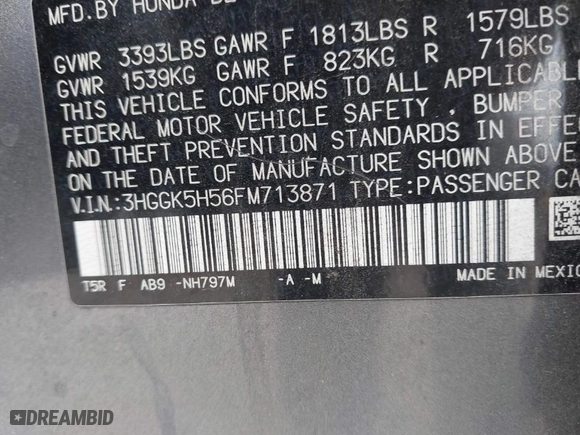 MFD.BY HONDA DE
GVWR 3393LBS GAWR F 1813LBS R 1579LBS
GVWR 1539KG GAWR F 823KG R 716KG
THIS VEHICLE CONFORMS TO ALL APPLICABLE
FEDERAL MOTOR VEHICLE SAFETY , BUMPER
AND THEFT PREVENTION STANDARDS IN EFFE
ON THE DATE OF MANUFACTURE SHOWN ABOVE
V.I.N.:3HGGK5H56FM713871 TYPE:PASSENGER CA
T5R F AB9 -NH797M -A -M
MADE IN MEXIC
DREAMBID